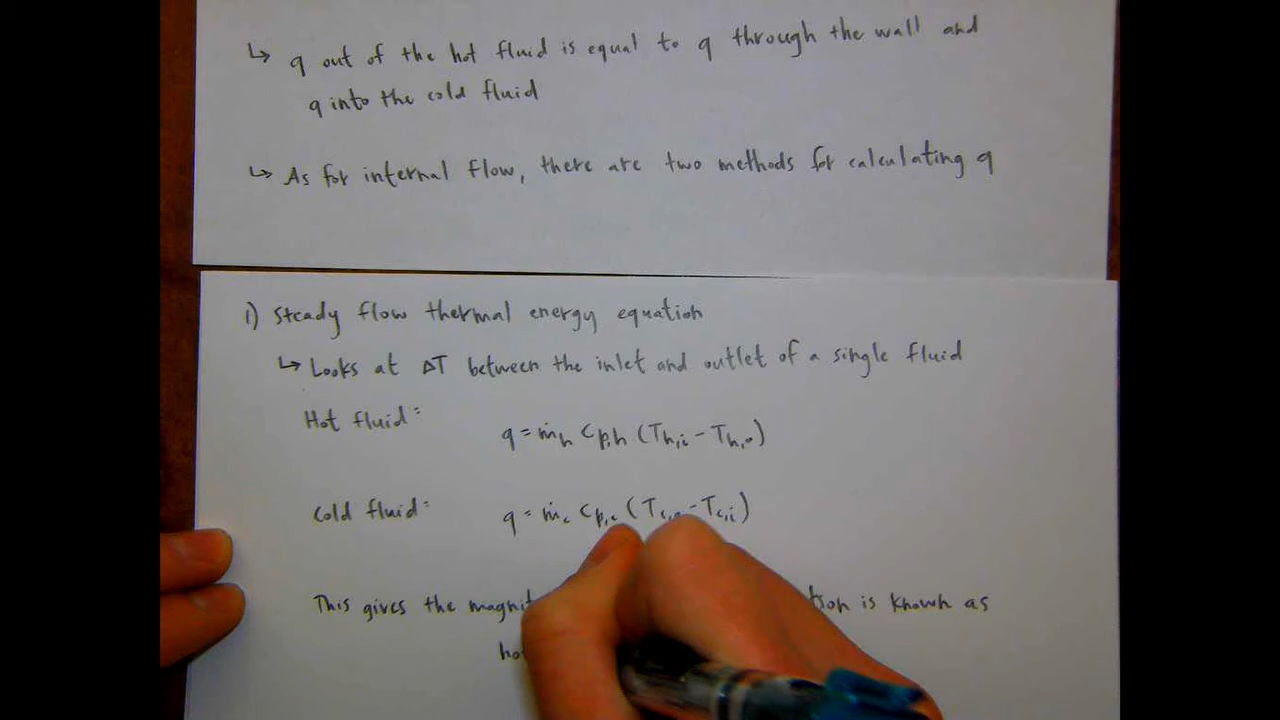 ↳ q out of the hot fluid is equal to q through the wall and
q into the cold fluid
↳ As for internal flow, there are two methods for calculating q
1) Steady flow thermal energy equation
↳ Looks at ΔT between the inlet and outlet of a single fluid
Hot fluid: q = ṁh Cp,h (Th,i - Th,o)
Cold fluid: q = ṁc Cp,c (Tc,o - Tc,i)
This gives the is known as